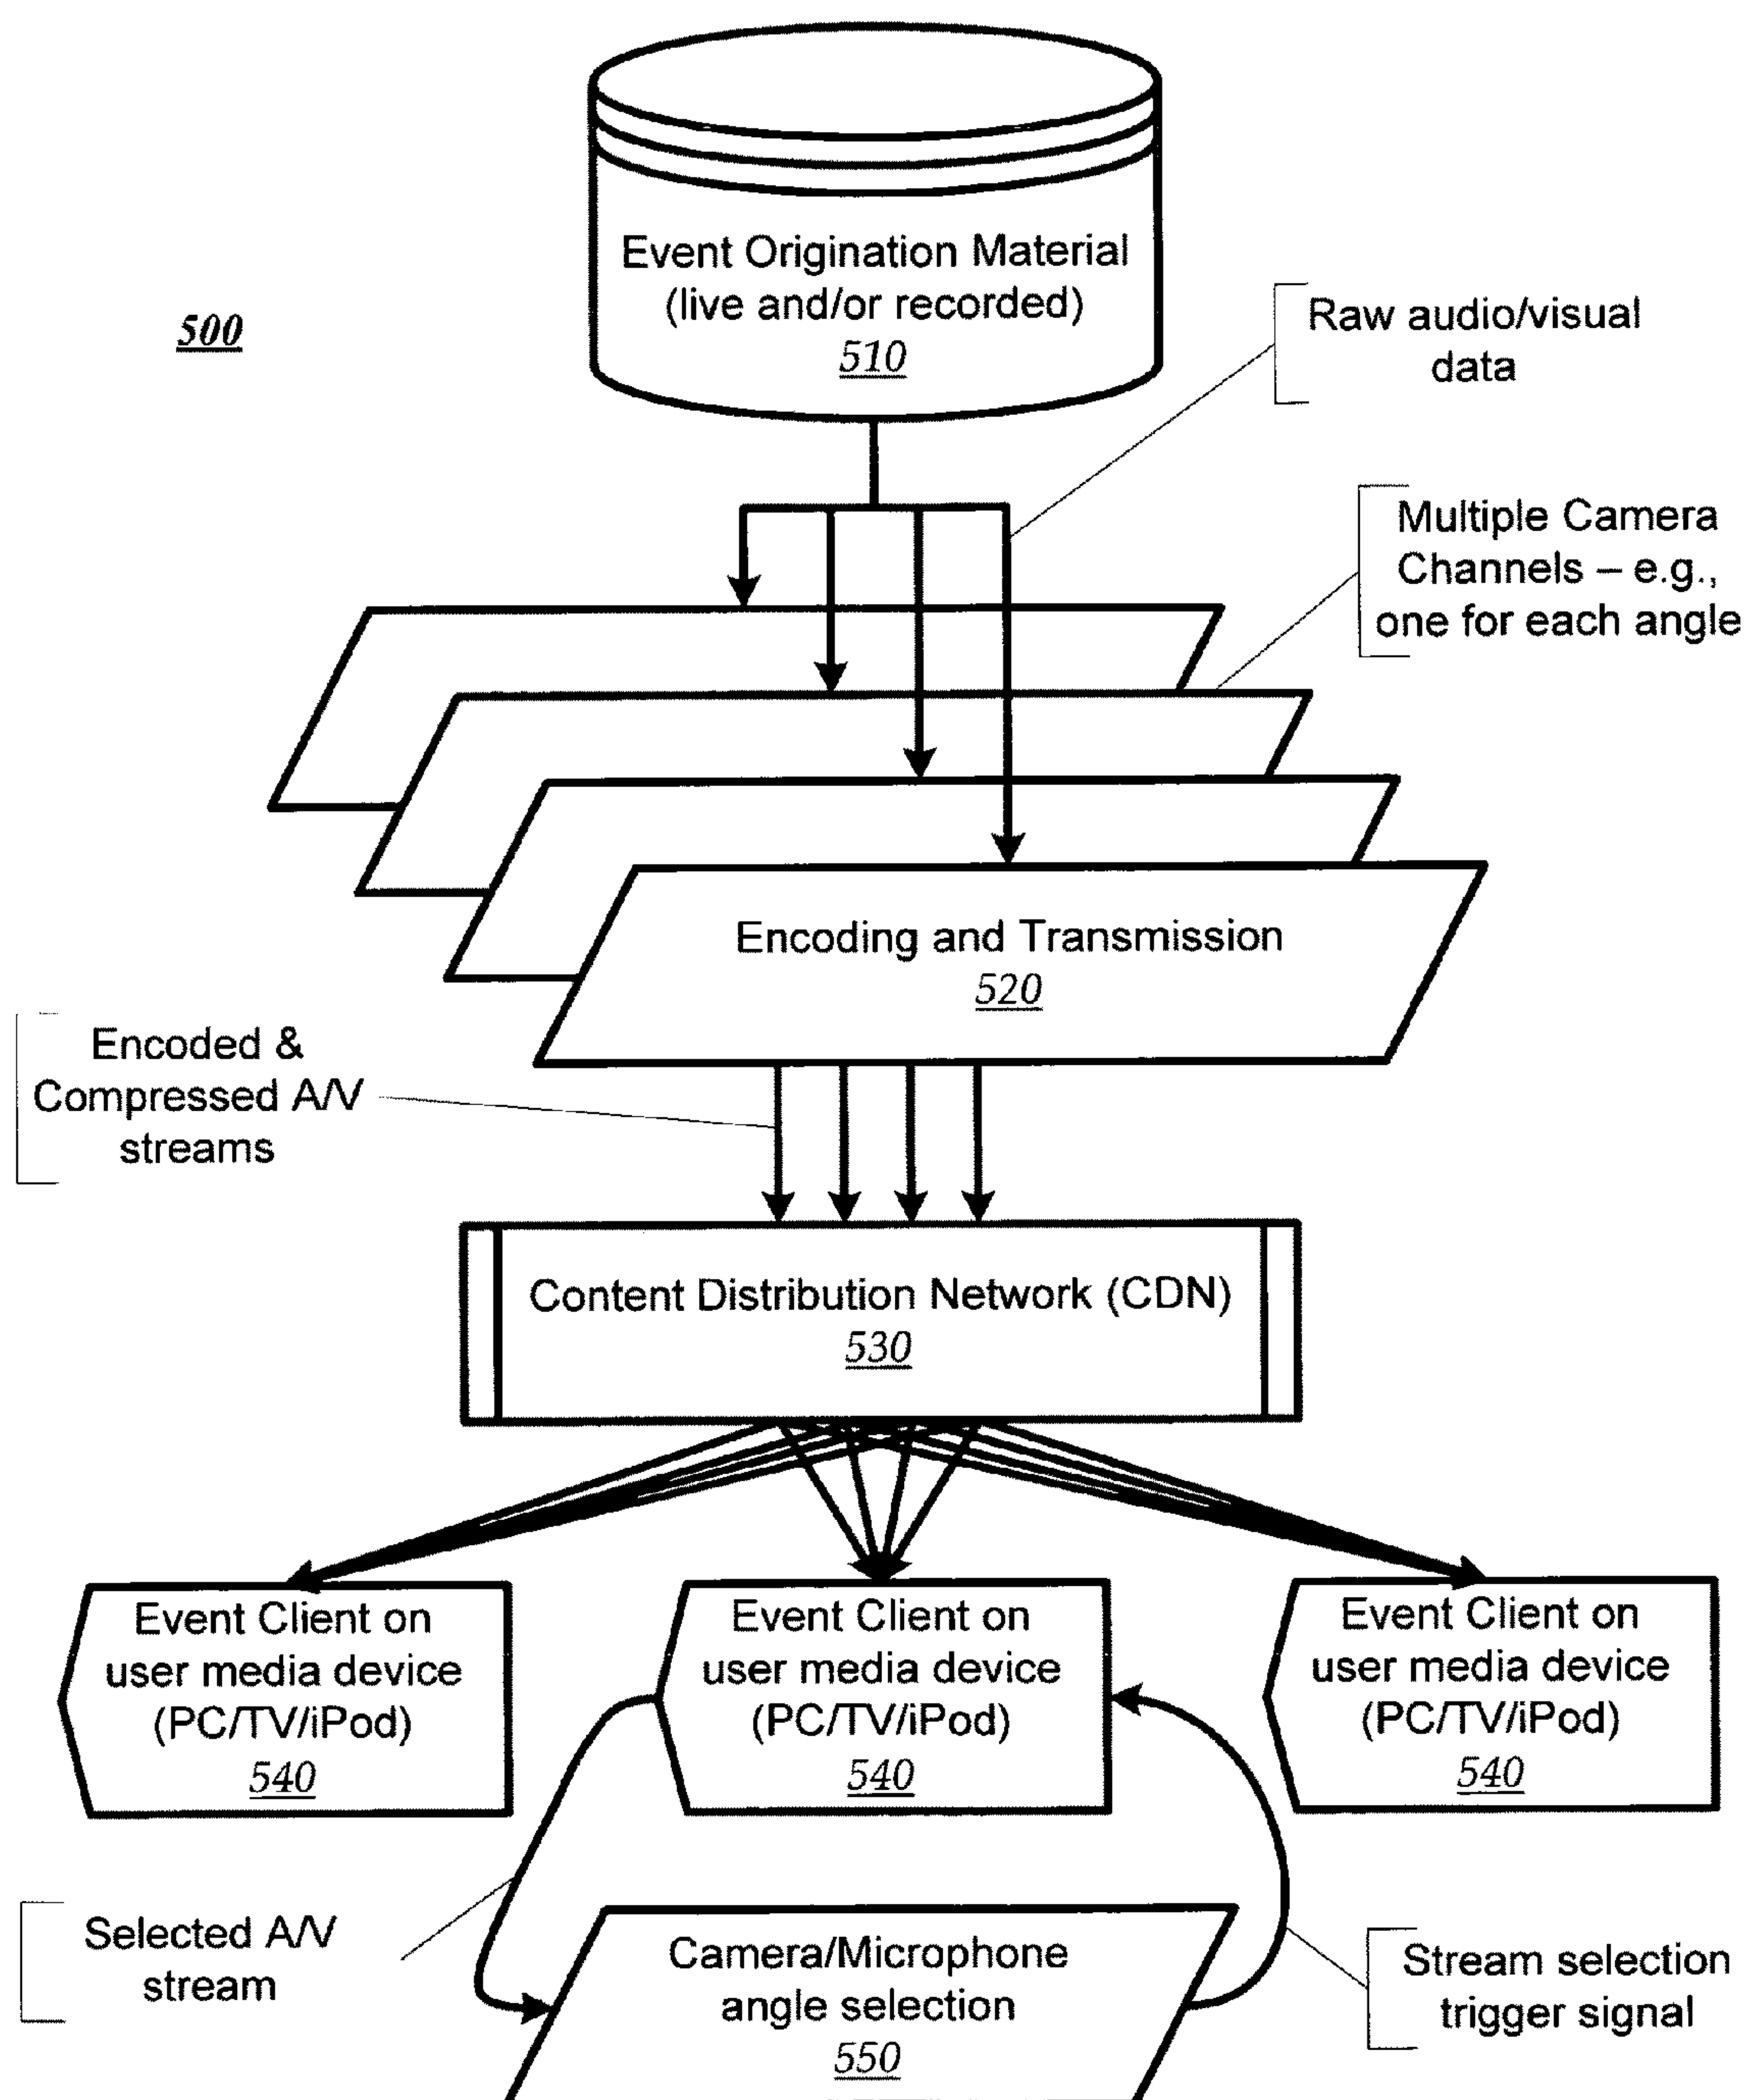 Event Origination Material
(live and/or recorded)
510
500
Raw audio/visual
data
Multiple Camera
Channels – e.g.,
one for each angle
Encoding and Transmission
520
Encoded &
Compressed A/V
streams
Content Distribution Network (CDN)
530
Event Client on
user media device
(PC/TV/iPod)
540
Event Client on
user media device
(PC/TV/iPod)
540
Event Client on
user media device
(PC/TV/iPod)
540
Selected A/V
stream
Camera/Microphone
angle selection
550
Stream selection
trigger signal